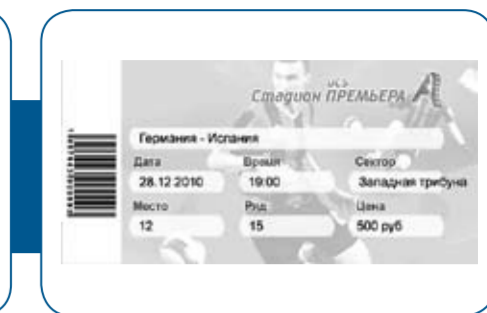 ucs
Стадион ПРЕМЬЕРА
Германия - Испания
Дата Время Сектор
28.12.2010 19:00 Западная трибуна
Место Ряд Цена
12 15 500 руб